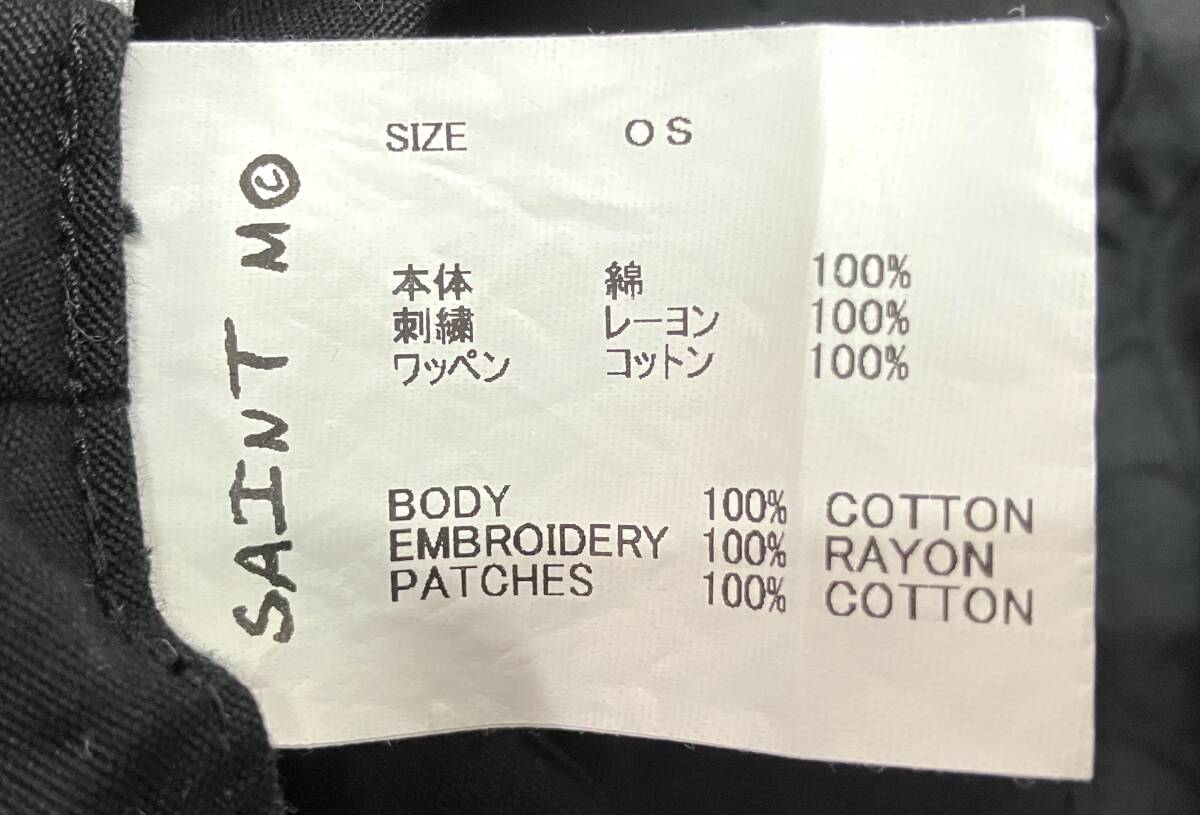 SAINT M©
SIZE OS
本体 綿 100%
刺繍 レーヨン 100%
ワッペン コットン 100%
BODY 100% COTTON
EMBROIDERY 100% RAYON
PATCHES 100% COTTON